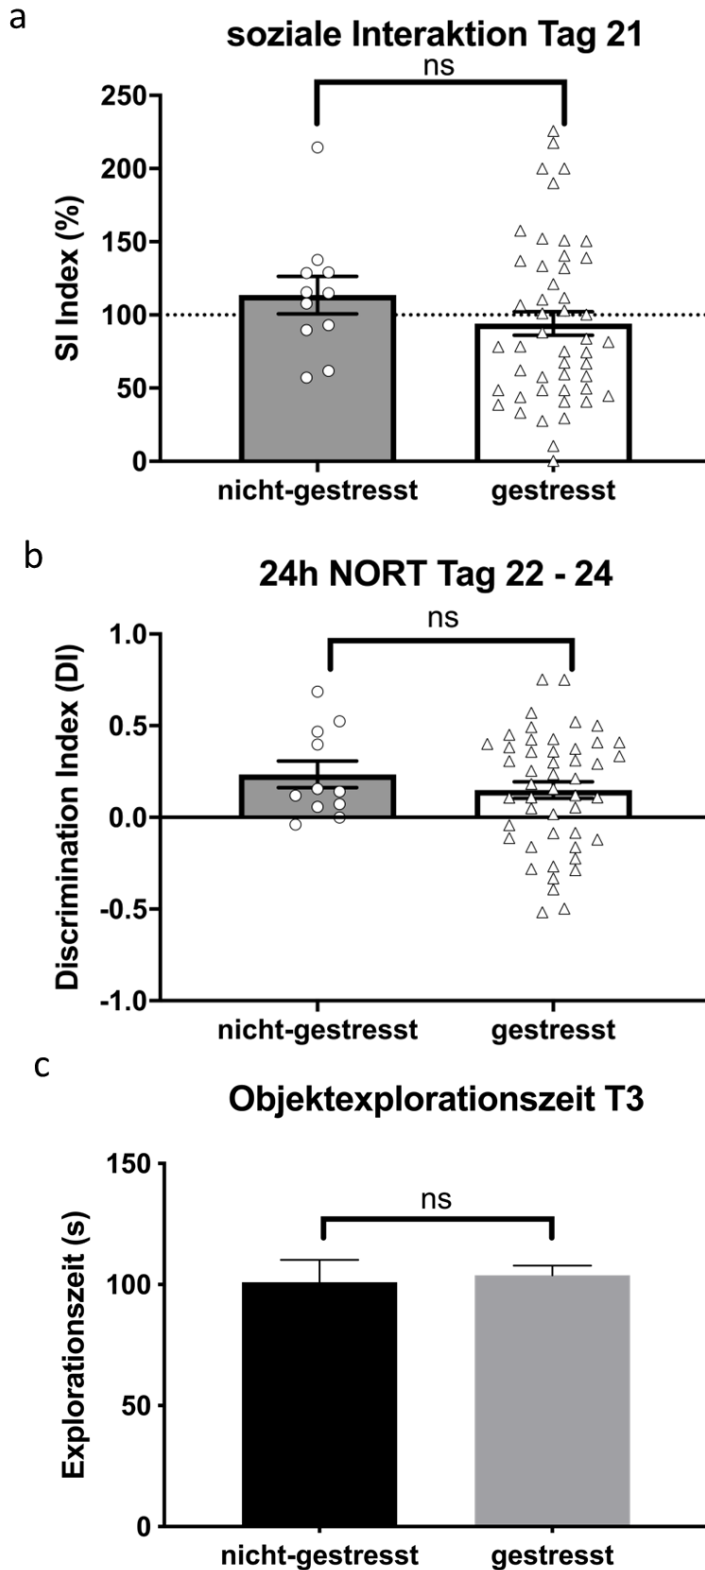 a
soziale Interaktion Tag 21
ns
250
200
150
100
50
0
SI Index (%)
nicht-gestresst gestresst
b
24h NORT Tag 22 - 24
ns
1.0
0.5
0.0
-0.5
-1.0
Discrimination Index (DI)
nicht-gestresst gestresst
c
Objektexplorationszeit T3
ns
150
100
50
0
Explorationszeit (s)
nicht-gestresst gestresst